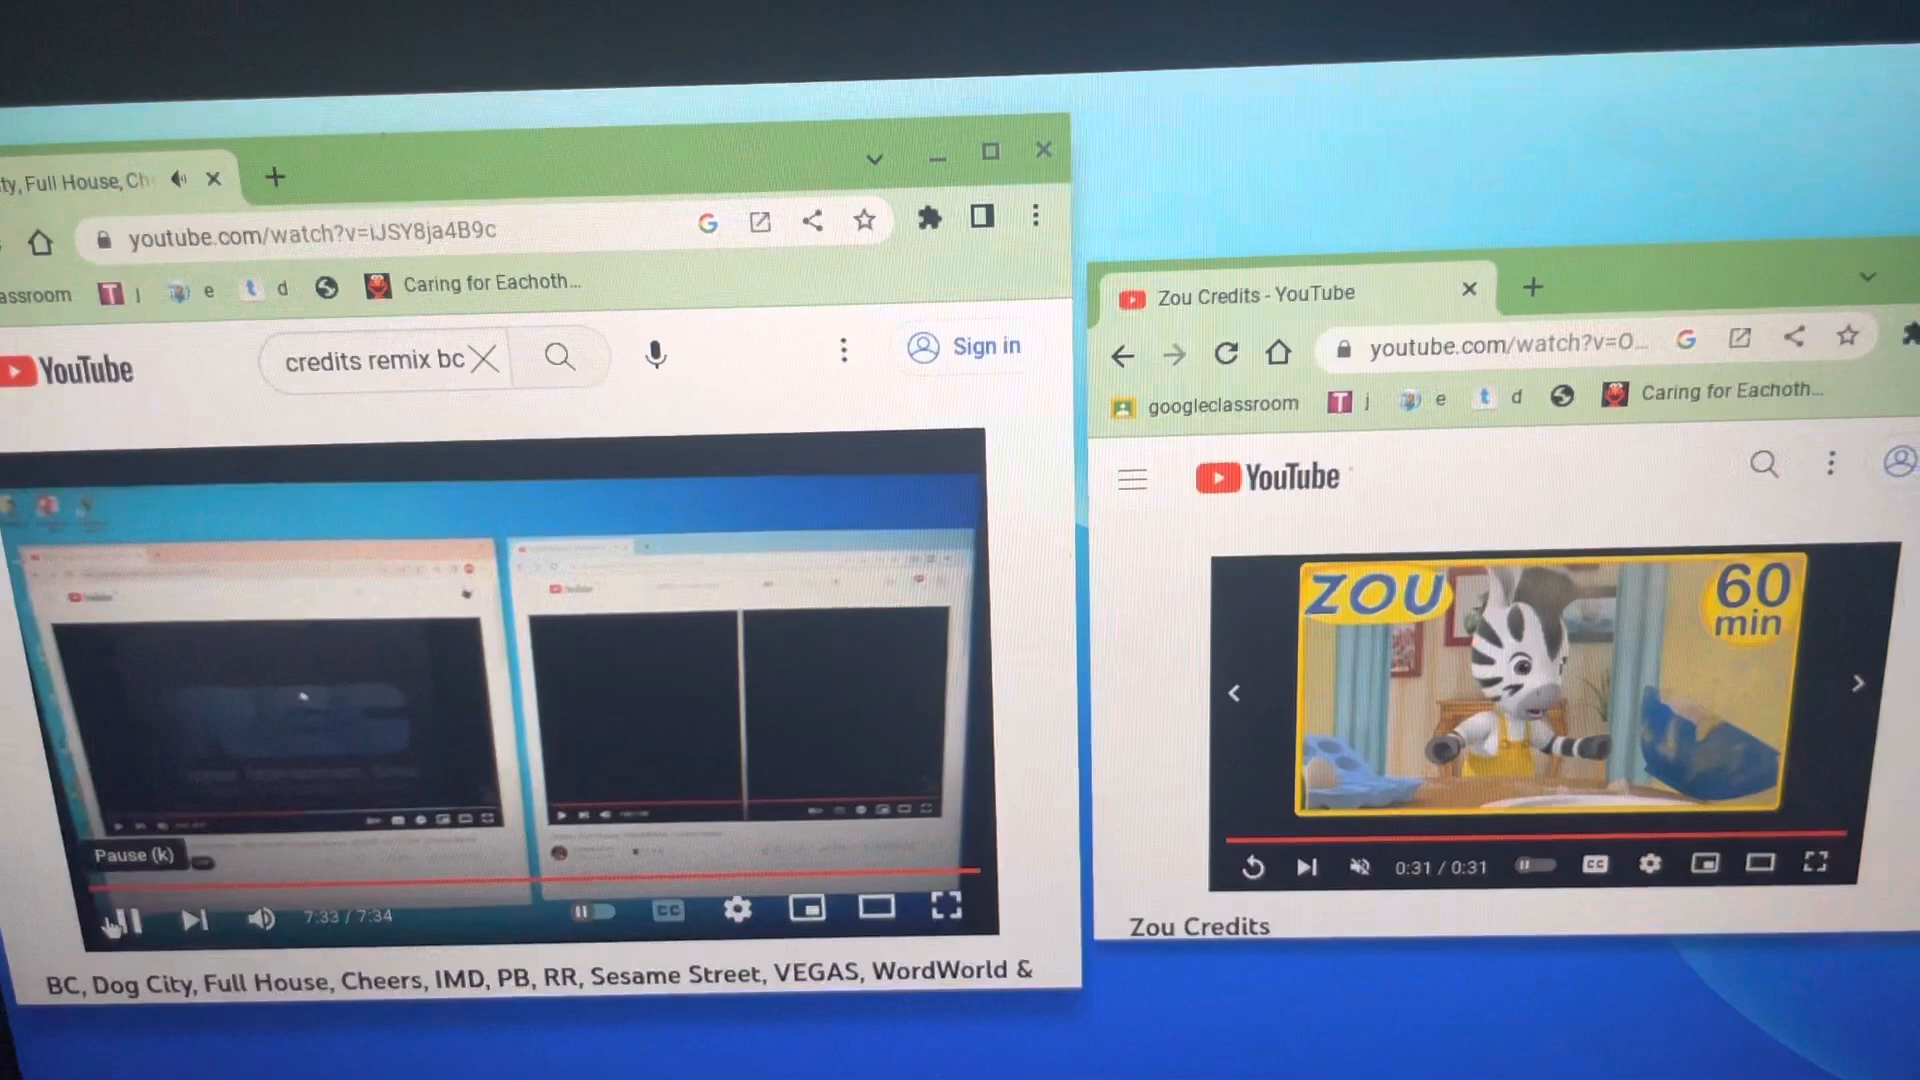 ty, Full House, Ch
youtube.com/watch?v=iJSY8ja4B9c
assroom
j
e
t d
Caring for Eachoth...
YouTube
credits remix bc
Sign in
Pause (k)
7:33 / 7:34
CC
BC, Dog City, Full House, Cheers, IMD, PB, RR, Sesame Street, VEGAS, WordWorld &
Zou Credits - YouTube
youtube.com/watch?v=O...
googleclassroom
T j
e
t d
Caring for Eachoth...
YouTube
ZOU
60
min
0:31 / 0:31
CC
Zou Credits